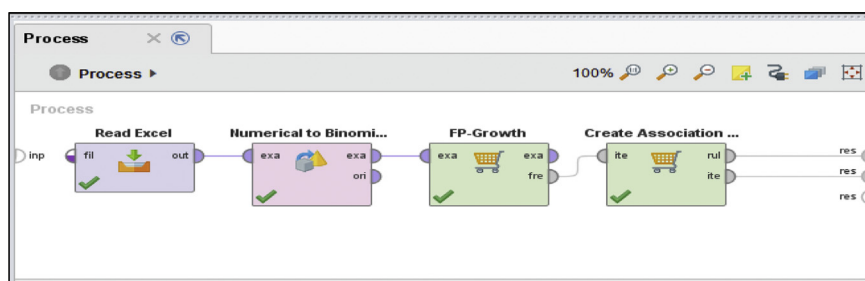 Process
Process
100%
Process
Read Excel
Numerical to Binomi...
FP-Growth
Create Association ...
inp
fil
out
exa
exa
ori
exa
exa
fre
ite
rul
ite
res
res
res